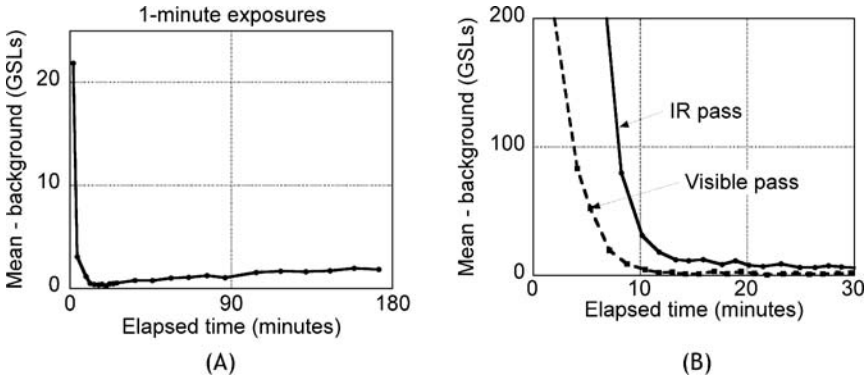 1-minute exposures
Mean - background (GSLs)
20
10
0
0
90
180
Elapsed time (minutes)
(A)
Mean - background (GSLs)
200
100
0
IR pass
Visible pass
0
10
20
30
Elapsed time (minutes)
(B)